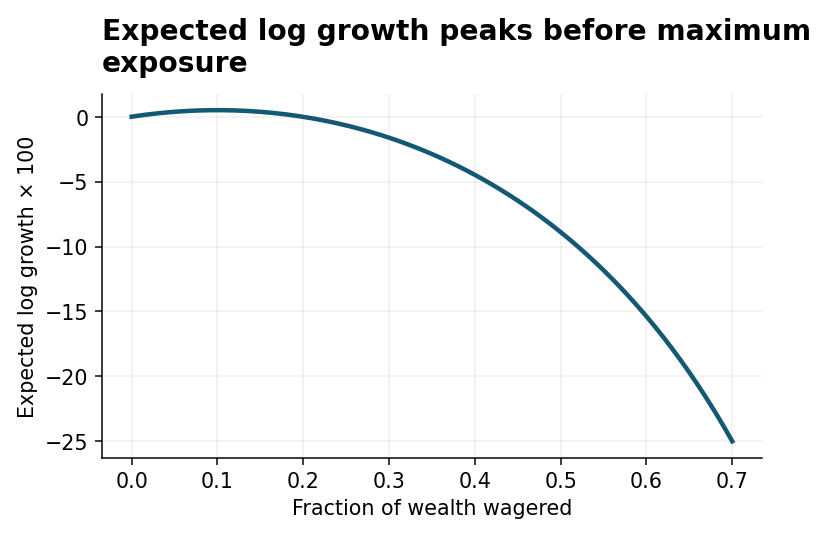 Expected log growth peaks before maximum
exposure
Expected log growth × 100
0
−5
−10
−15
−20
−25
0.0 0.1 0.2 0.3 0.4 0.5 0.6 0.7
Fraction of wealth wagered